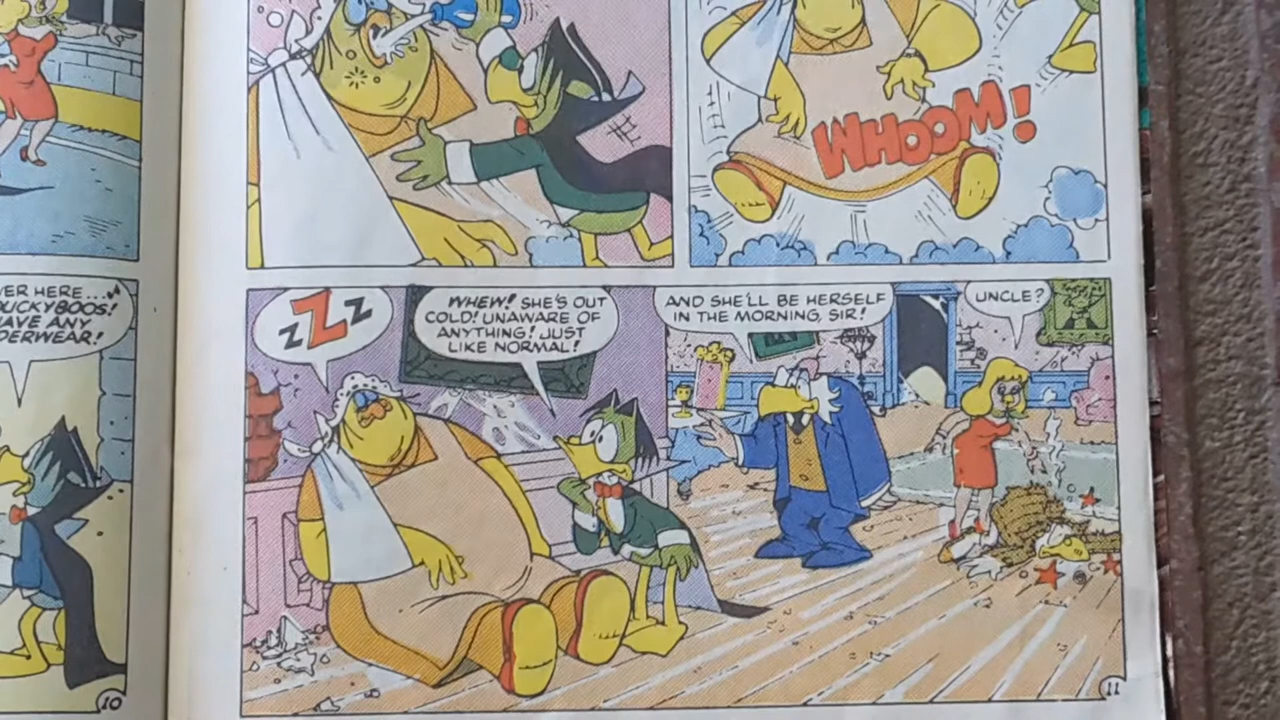 VER HERE...
UCKYBOOS!
AVE ANY
DERWEAR!
10
WHOOM!
ZZZ
WHEW! SHE'S OUT
COLD! UNAWARE OF
ANYTHING! JUST
LIKE NORMAL!
AND SHE'LL BE HERSELF
IN THE MORNING, SIR!
UNCLE?
11